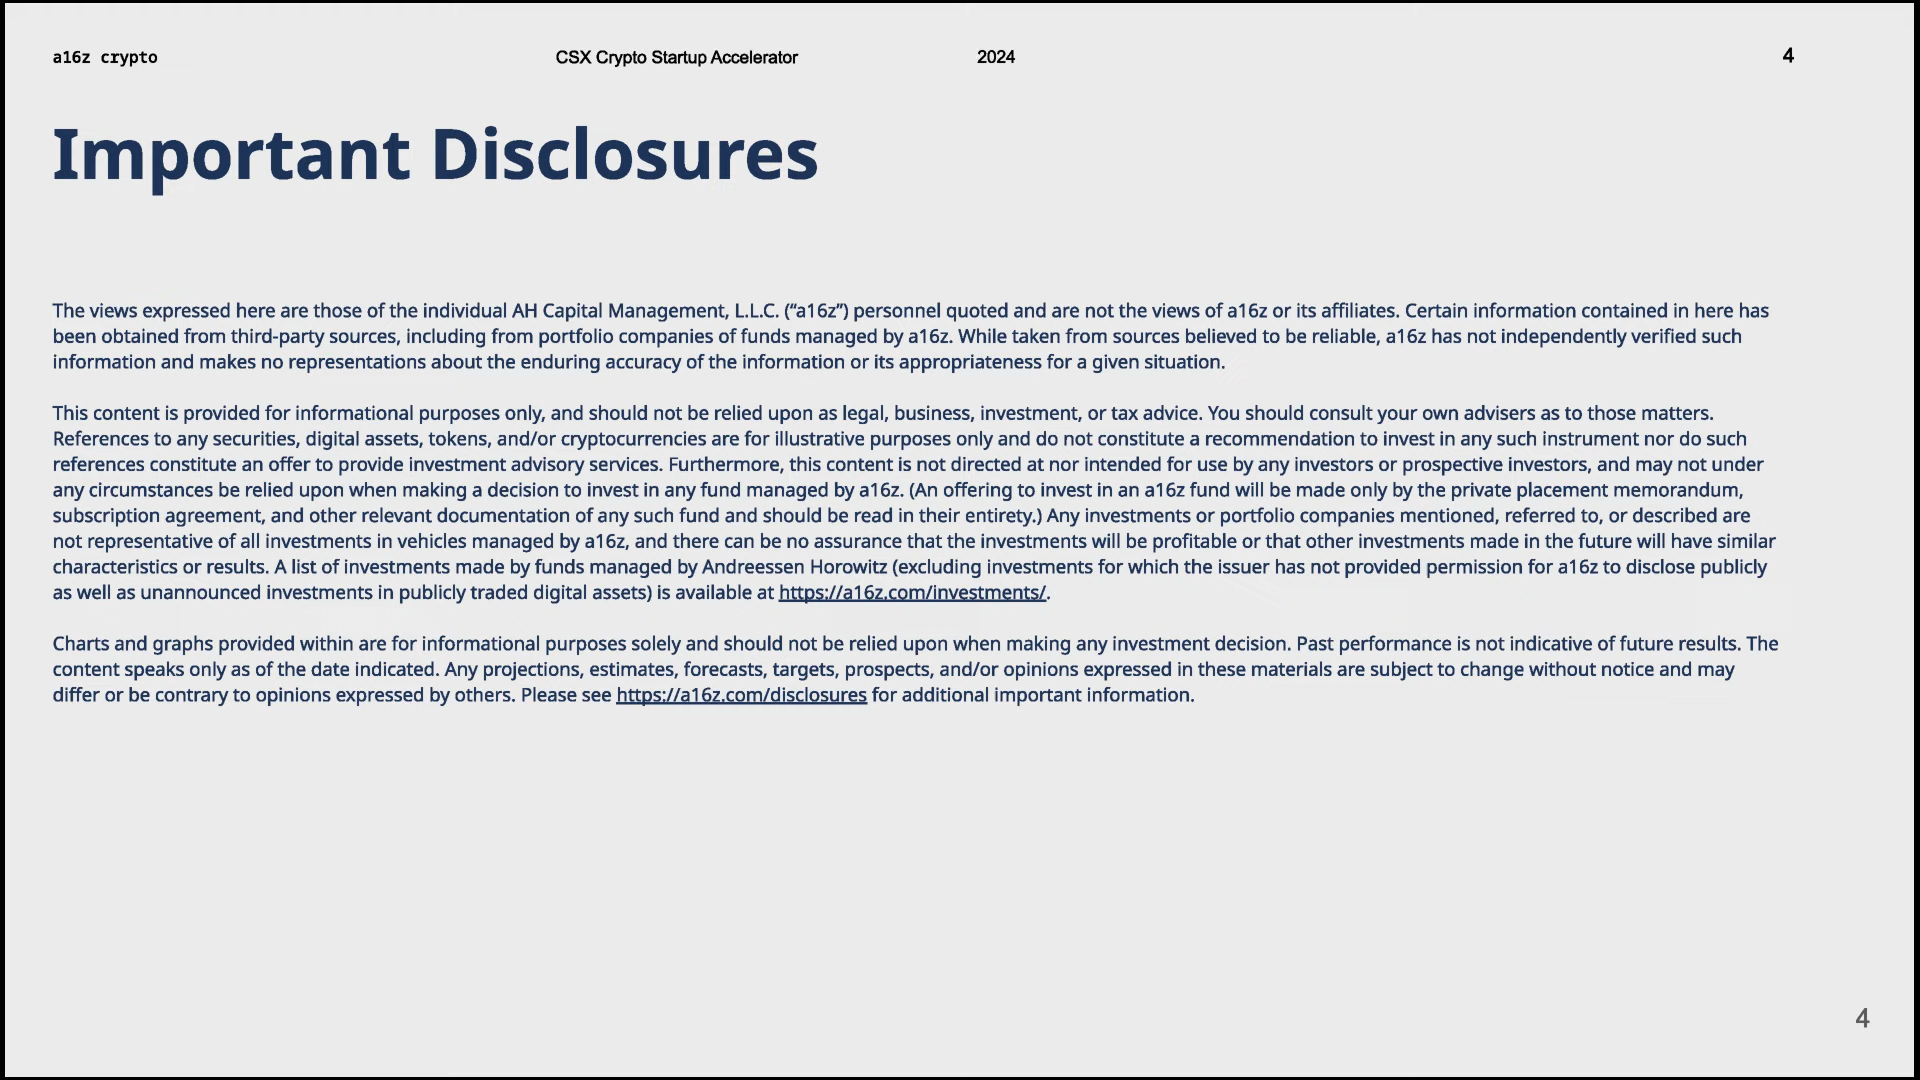 a16z crypto
CSX Crypto Startup Accelerator
2024
4
Important Disclosures
The views expressed here are those of the individual AH Capital Management, L.L.C. (“a16z”) personnel quoted and are not the views of a16z or its affiliates. Certain information contained in here has
been obtained from third-party sources, including from portfolio companies of funds managed by a16z. While taken from sources believed to be reliable, a16z has not independently verified such
information and makes no representations about the enduring accuracy of the information or its appropriateness for a given situation.
This content is provided for informational purposes only, and should not be relied upon as legal, business, investment, or tax advice. You should consult your own advisers as to those matters.
References to any securities, digital assets, tokens, and/or cryptocurrencies are for illustrative purposes only and do not constitute a recommendation to invest in any such instrument nor do such
references constitute an offer to provide investment advisory services. Furthermore, this content is not directed at nor intended for use by any investors or prospective investors, and may not under
any circumstances be relied upon when making a decision to invest in any fund managed by a16z. (An offering to invest in an a16z fund will be made only by the private placement memorandum,
subscription agreement, and other relevant documentation of any such fund and should be read in their entirety.) Any investments or portfolio companies mentioned, referred to, or described are
not representative of all investments in vehicles managed by a16z, and there can be no assurance that the investments will be profitable or that other investments made in the future will have similar
characteristics or results. A list of investments made by funds managed by Andreessen Horowitz (excluding investments for which the issuer has not provided permission for a16z to disclose publicly
as well as unannounced investments in publicly traded digital assets) is available at https://a16z.com/investments/.
Charts and graphs provided within are for informational purposes solely and should not be relied upon when making any investment decision. Past performance is not indicative of future results. The
content speaks only as of the date indicated. Any projections, estimates, forecasts, targets, prospects, and/or opinions expressed in these materials are subject to change without notice and may
differ or be contrary to opinions expressed by others. Please see https://a16z.com/disclosures for additional important information.
4